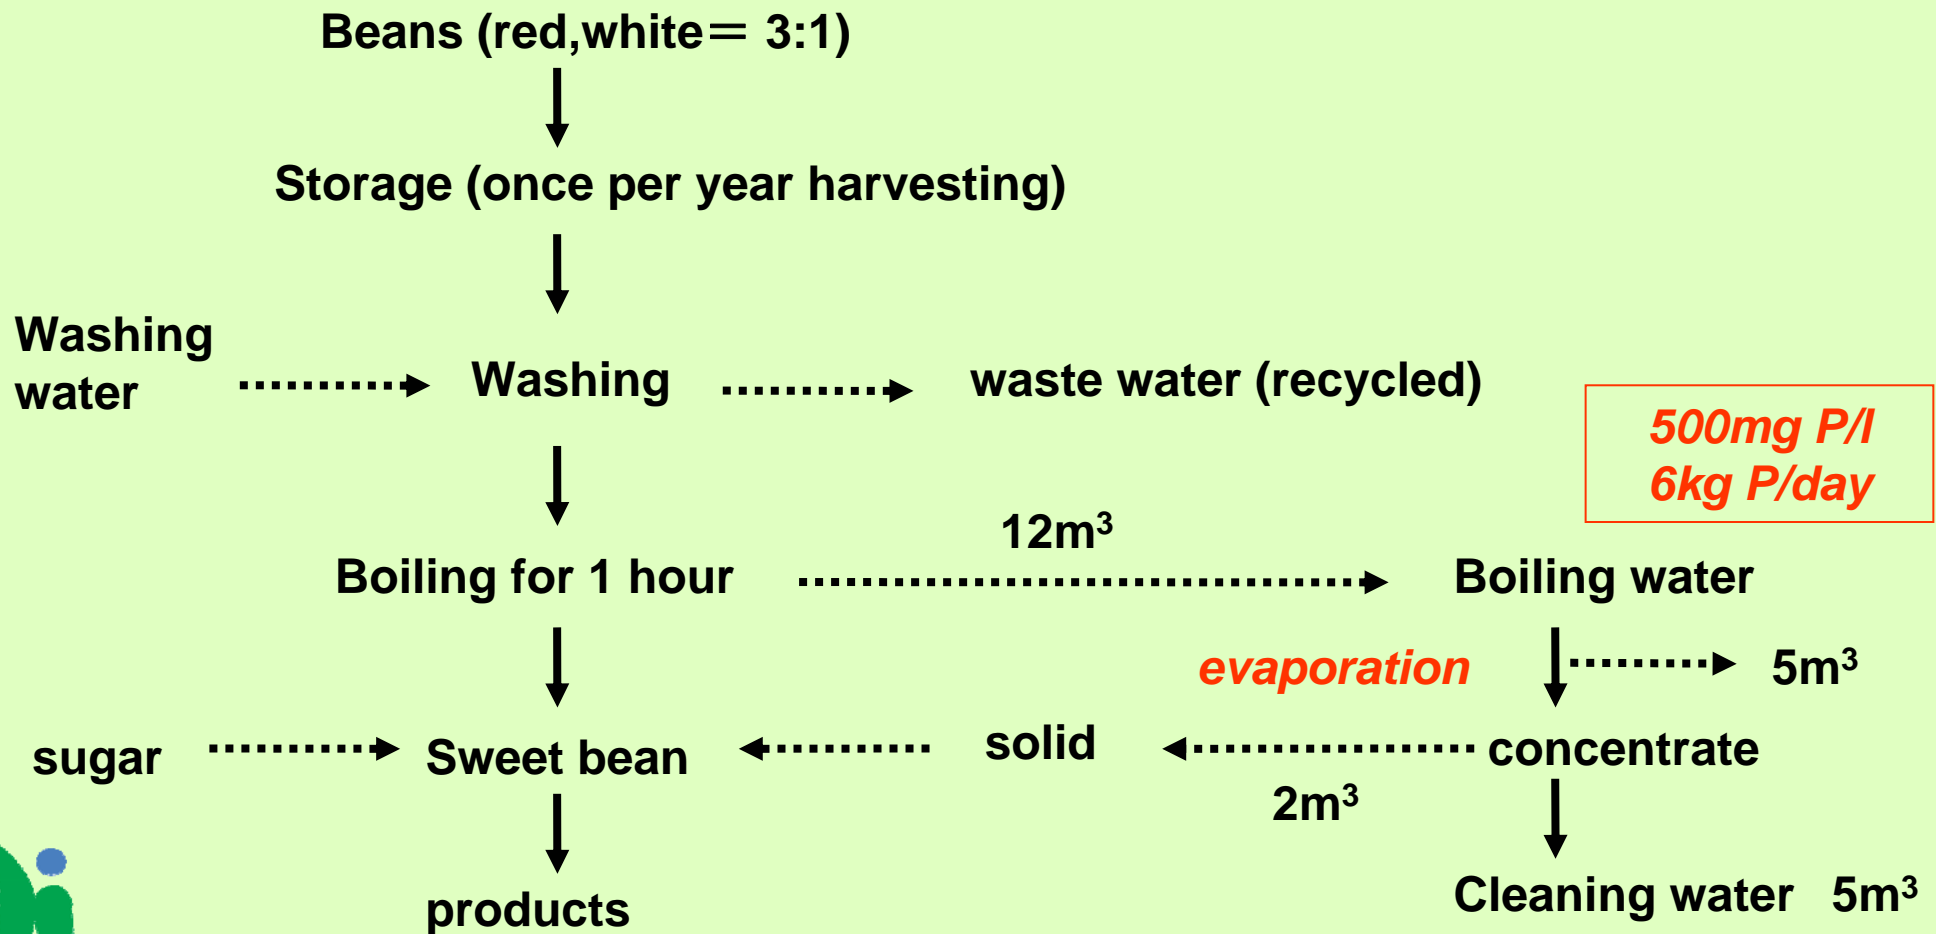 Beans (red,white＝ 3:1)
Storage (once per year harvesting)
Washing
water
Washing
waste water (recycled)
500mg P/l
6kg P/day
12m³
Boiling for 1 hour
Boiling water
evaporation
5m³
sugar
Sweet bean
solid
concentrate
2m³
products
Cleaning water 5m³